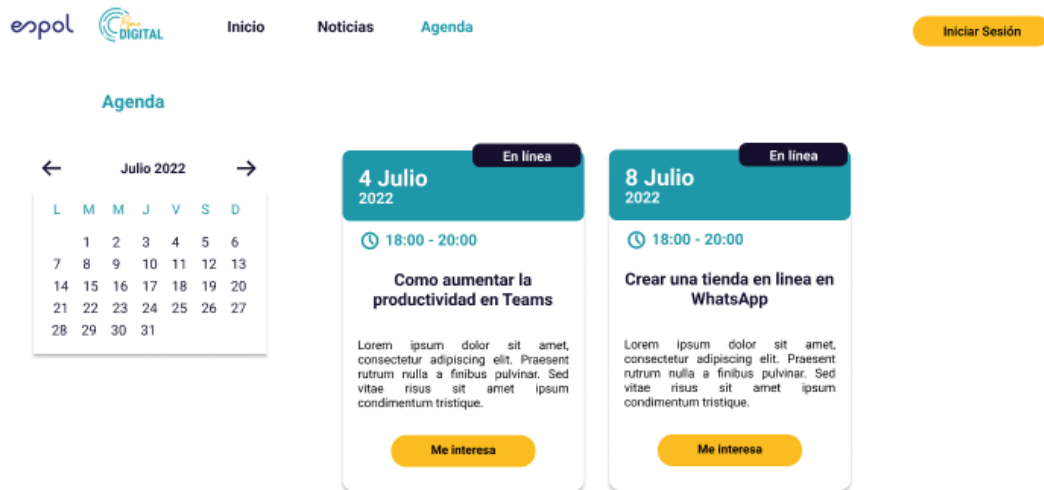 espol
Plan
DIGITAL
Inicio
Noticias
Agenda
Iniciar Sesión
Agenda
Julio 2022
L M M J V S D
1 2 3 4 5 6
7 8 9 10 11 12 13
14 15 16 17 18 19 20
21 22 23 24 25 26 27
28 29 30 31
En línea
4 Julio
2022
18:00 - 20:00
Como aumentar la
productividad en Teams
Lorem ipsum dolor sit amet,
consectetur adipiscing elit. Praesent
rutrum nulla a finibus pulvinar. Sed
vitae risus sit amet ipsum
condimentum tristique.
Me interesa
En línea
8 Julio
2022
18:00 - 20:00
Crear una tienda en linea en
WhatsApp
Lorem ipsum dolor sit amet,
consectetur adipiscing elit. Praesent
rutrum nulla a finibus pulvinar. Sed
vitae risus sit amet ipsum
condimentum tristique.
Me interesa